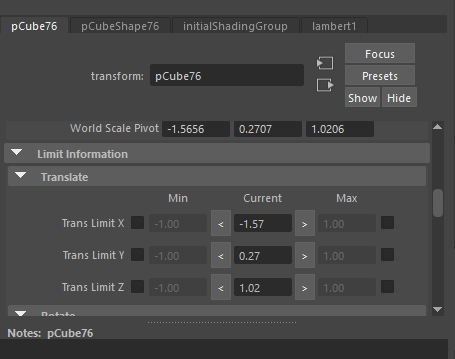 pCube76 pCubeShape76 initialShadingGroup lambert1
Focus
transform: pCube76
Presets
Show Hide
World Scale Pivot -1.5656 0.2707 1.0206
Limit Information
Translate
Min Current Max
Trans Limit X -1.00 < -1.57 > 1.00
Trans Limit Y -1.00 < 0.27 > 1.00
Trans Limit Z -1.00 < 1.02 > 1.00
Rotate
Notes: pCube76